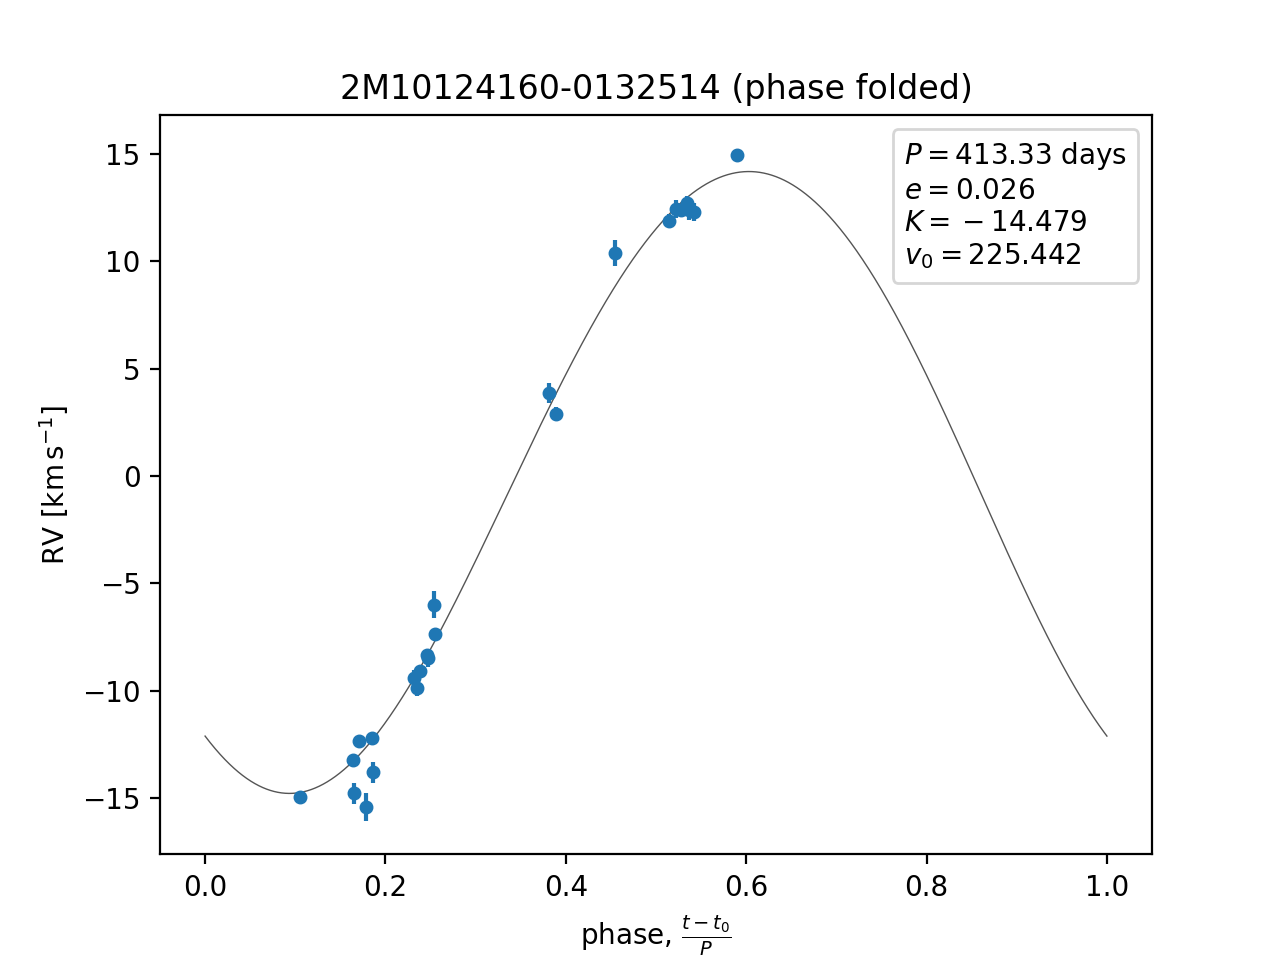 2M10124160-0132514 (phase folded)
P = 413.33 days
e = 0.026
K = −14.479
v₀ = 225.442
15
10
5
0
−5
−10
−15
RV [km s⁻¹]
0.0 0.2 0.4 0.6 0.8 1.0
phase, (t − t₀)/P